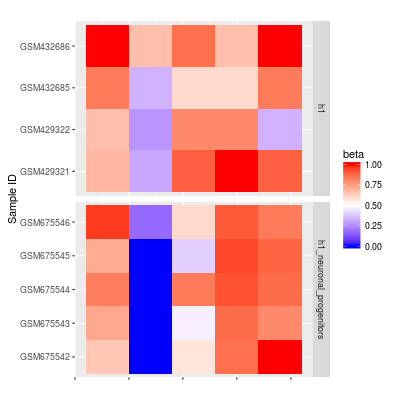 GSM432686
GSM432685
GSM429322
GSM429321
h1
GSM675546
GSM675545
GSM675544
GSM675543
GSM675542
h1_neuronal_progenitors
Sample ID
beta
1.00
0.75
0.50
0.25
0.00